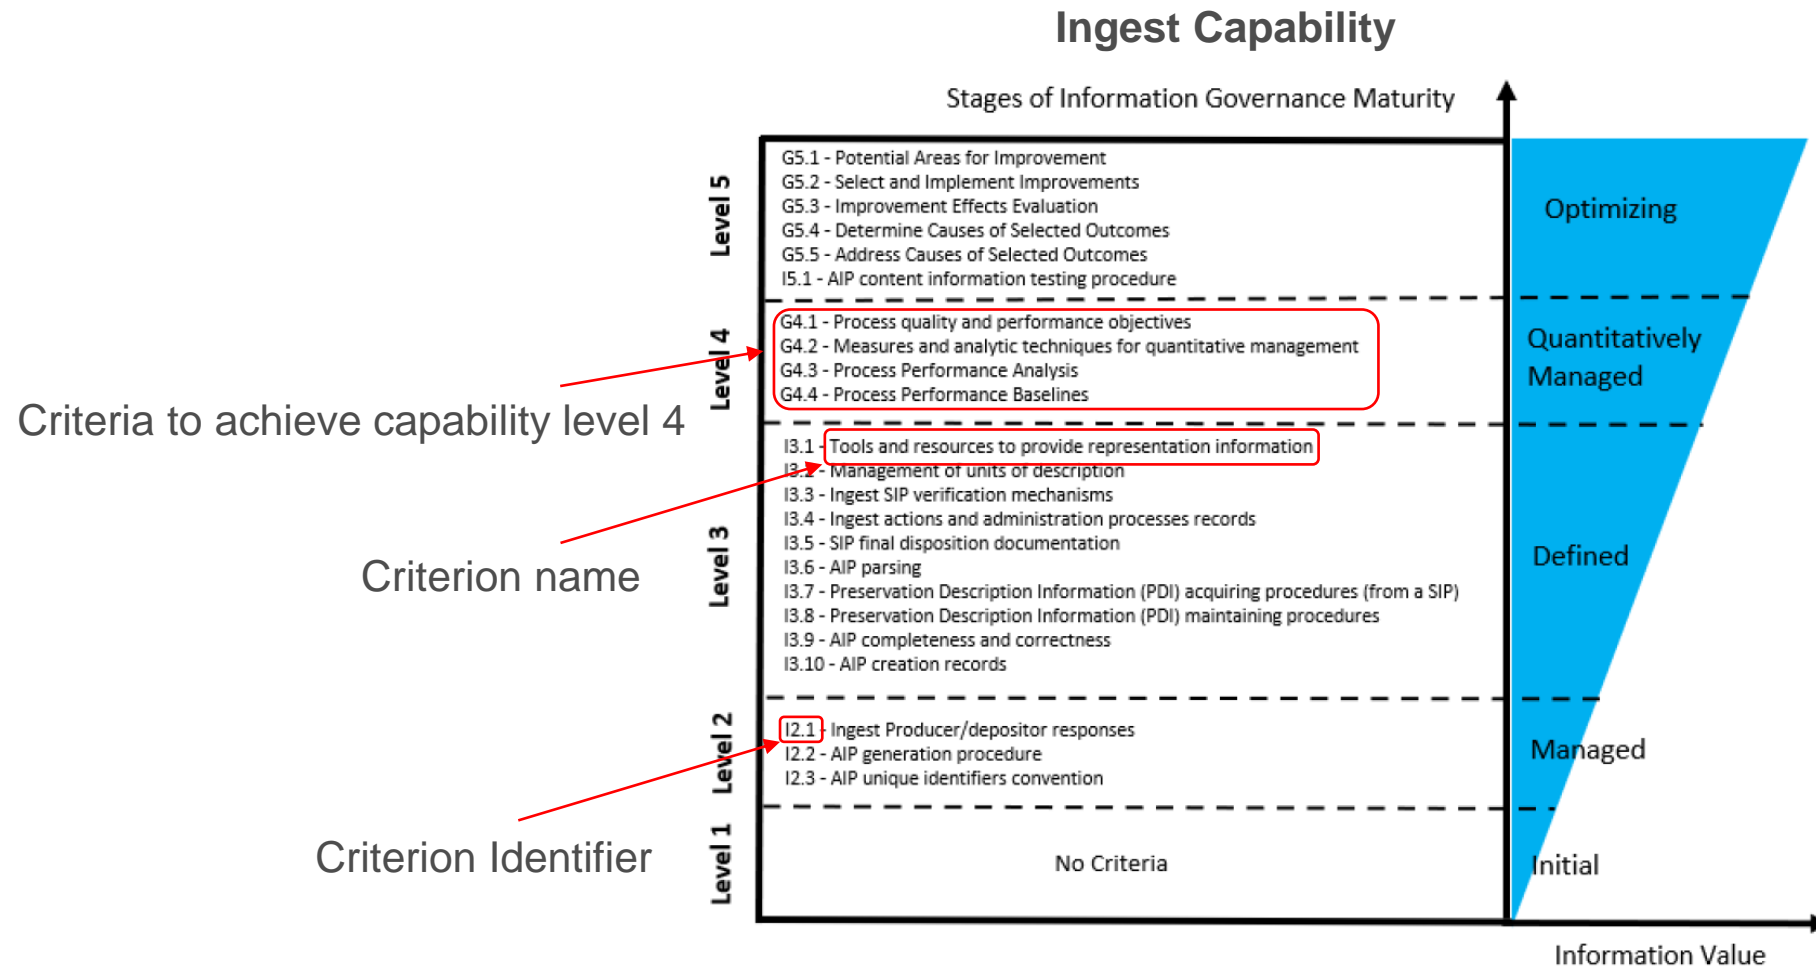 Ingest Capability
Stages of Information Governance Maturity
Level 5
G5.1 - Potential Areas for Improvement
G5.2 - Select and Implement Improvements
G5.3 - Improvement Effects Evaluation
G5.4 - Determine Causes of Selected Outcomes
G5.5 - Address Causes of Selected Outcomes
I5.1 - AIP content information testing procedure
Optimizing
Level 4
G4.1 - Process quality and performance objectives
G4.2 - Measures and analytic techniques for quantitative management
G4.3 - Process Performance Analysis
G4.4 - Process Performance Baselines
Quantitatively
Managed
Criteria to achieve capability level 4
Level 3
I3.1 - Tools and resources to provide representation information
I3.2 - Management of units of description
I3.3 - Ingest SIP verification mechanisms
I3.4 - Ingest actions and administration processes records
I3.5 - SIP final disposition documentation
I3.6 - AIP parsing
I3.7 - Preservation Description Information (PDI) acquiring procedures (from a SIP)
I3.8 - Preservation Description Information (PDI) maintaining procedures
I3.9 - AIP completeness and correctness
I3.10 - AIP creation records
Defined
Criterion name
Level 2
I2.1 - Ingest Producer/depositor responses
I2.2 - AIP generation procedure
I2.3 - AIP unique identifiers convention
Managed
Criterion Identifier
Level 1
No Criteria
Initial
Information Value